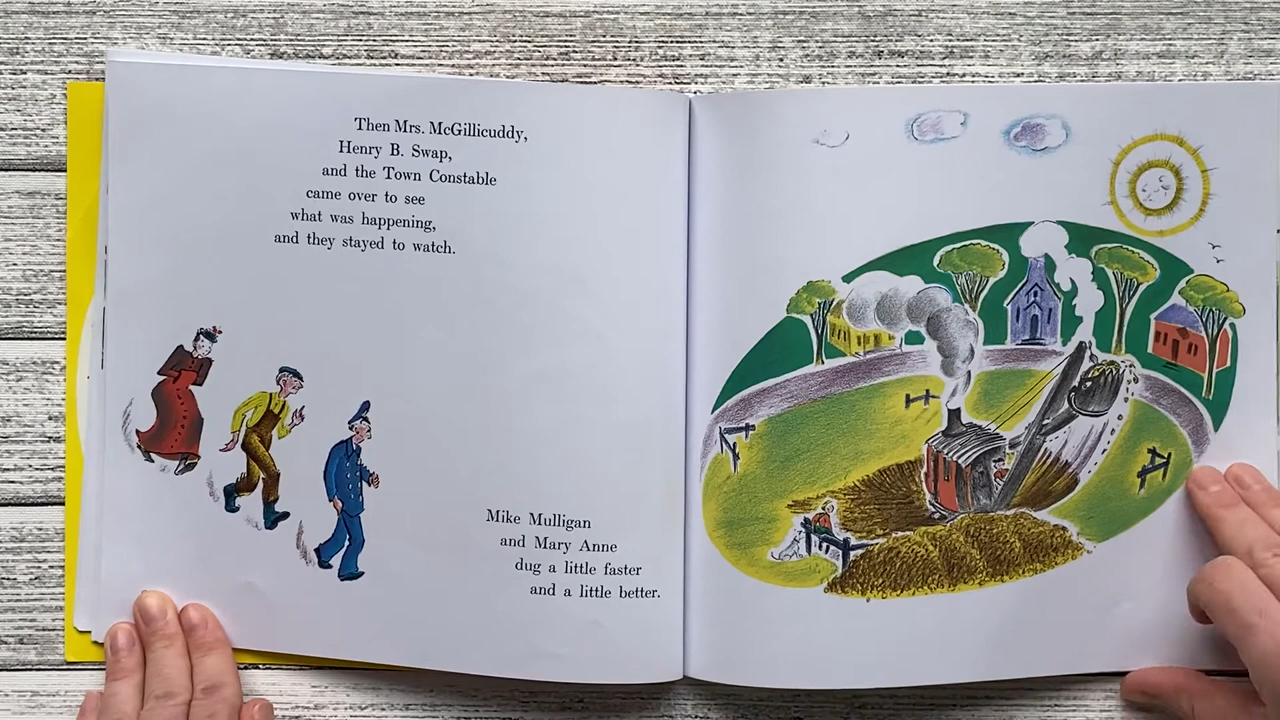 Then Mrs. McGillicuddy,
Henry B. Swap,
and the Town Constable
came over to see
what was happening,
and they stayed to watch.
Mike Mulligan
and Mary Anne
dug a little faster
and a little better.